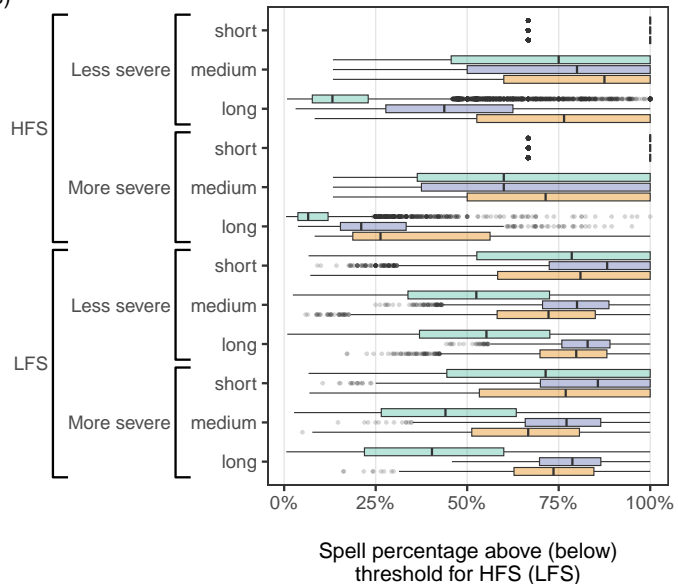 short
Less severe medium
long
HFS
short
More severe medium
long
short
Less severe medium
long
LFS
short
More severe medium
long
0% 25% 50% 75% 100%
Spell percentage above (below)
threshold for HFS (LFS)